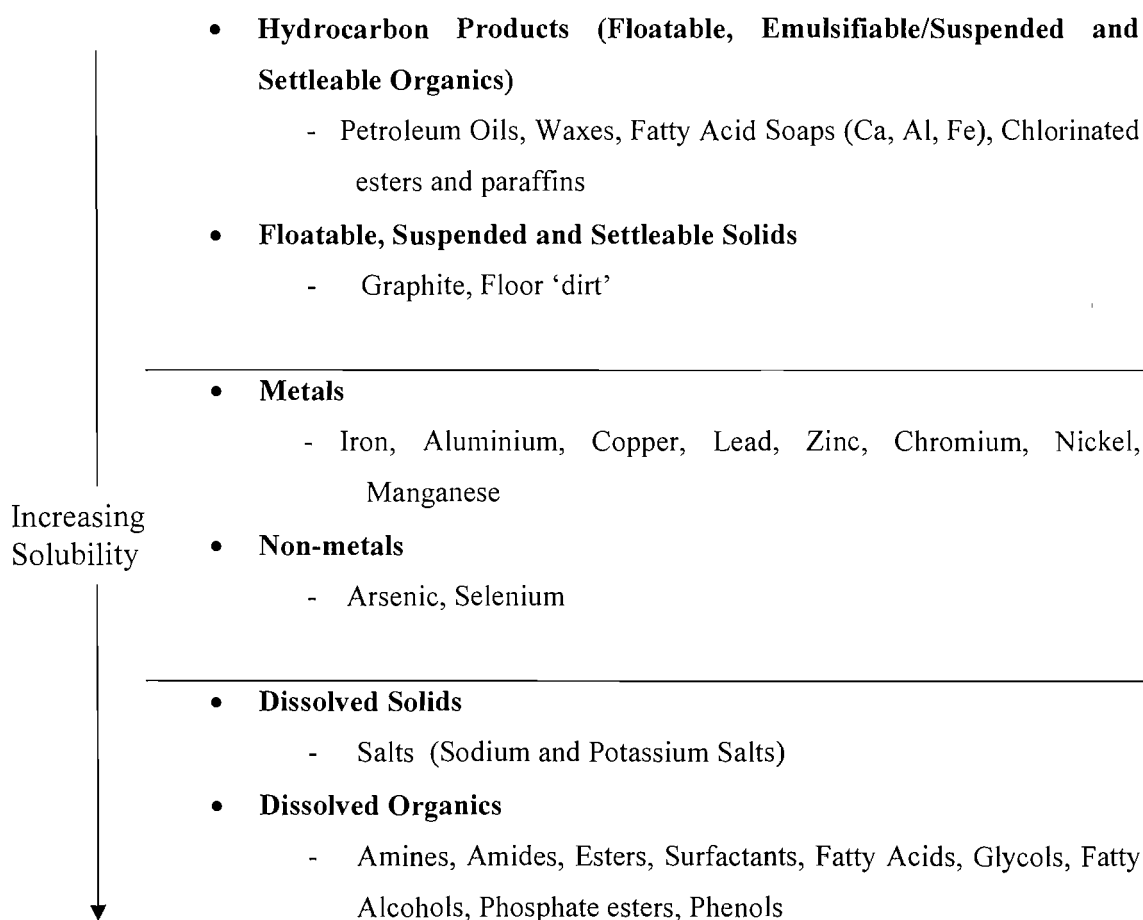 • Hydrocarbon Products (Floatable, Emulsifiable/Suspended and
Settleable Organics)
- Petroleum Oils, Waxes, Fatty Acid Soaps (Ca, Al, Fe), Chlorinated
esters and paraffins
• Floatable, Suspended and Settleable Solids
- Graphite, Floor ‘dirt’
• Metals
- Iron, Aluminium, Copper, Lead, Zinc, Chromium, Nickel,
Manganese
Increasing
Solubility
• Non-metals
- Arsenic, Selenium
• Dissolved Solids
- Salts (Sodium and Potassium Salts)
• Dissolved Organics
- Amines, Amides, Esters, Surfactants, Fatty Acids, Glycols, Fatty
Alcohols, Phosphate esters, Phenols